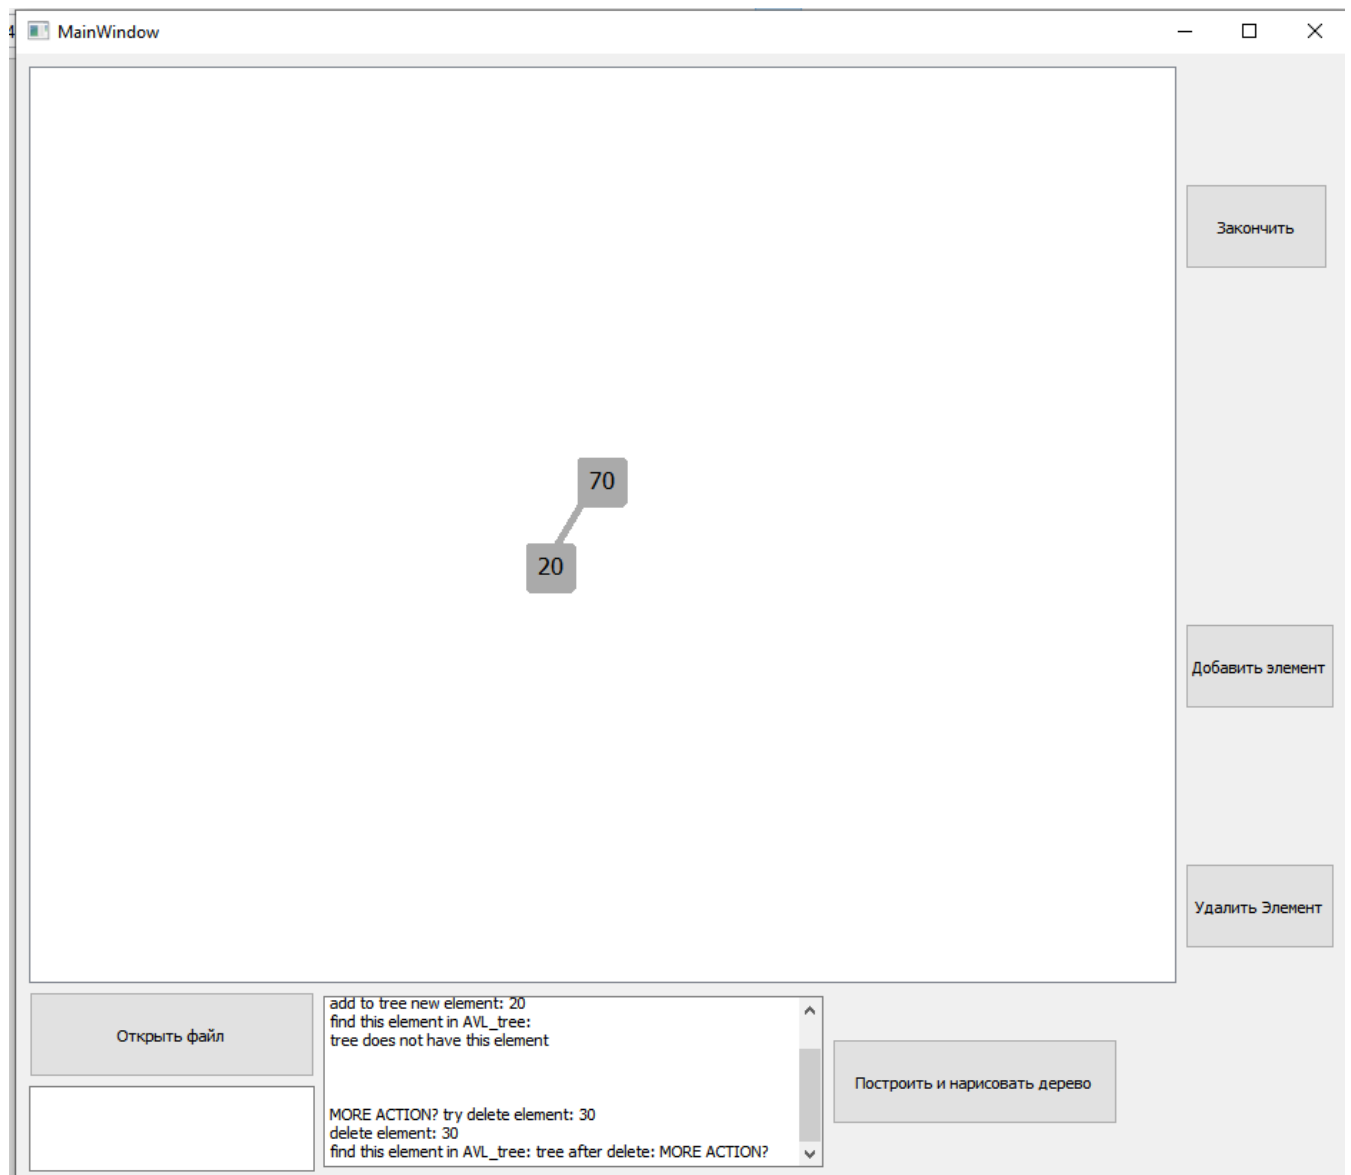 4
MainWindow
Закончить
70
20
Добавить элемент
Удалить Элемент
Открыть файл
add to tree new element: 20
find this element in AVL_tree:
tree does not have this element
MORE ACTION? try delete element: 30
delete element: 30
find this element in AVL_tree: tree after delete: MORE ACTION?
Построить и нарисовать дерево